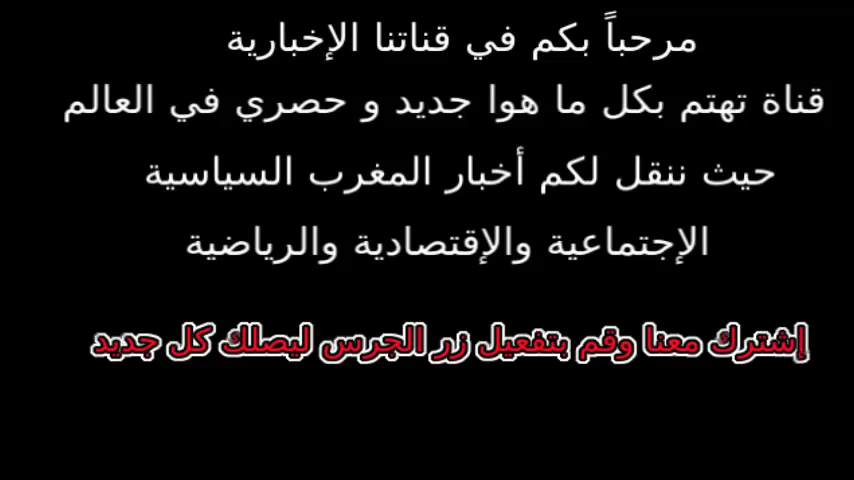 مرحباً بكم في قناتنا الإخبارية
قناة تهتم بكل ما هوا جديد و حصري في العالم
حيث ننقل لكم أخبار المغرب السياسية
الإجتماعية والإقتصادية والرياضية
إشترك معنا وقم بتفعيل زر الجرس ليصلك كل جديد